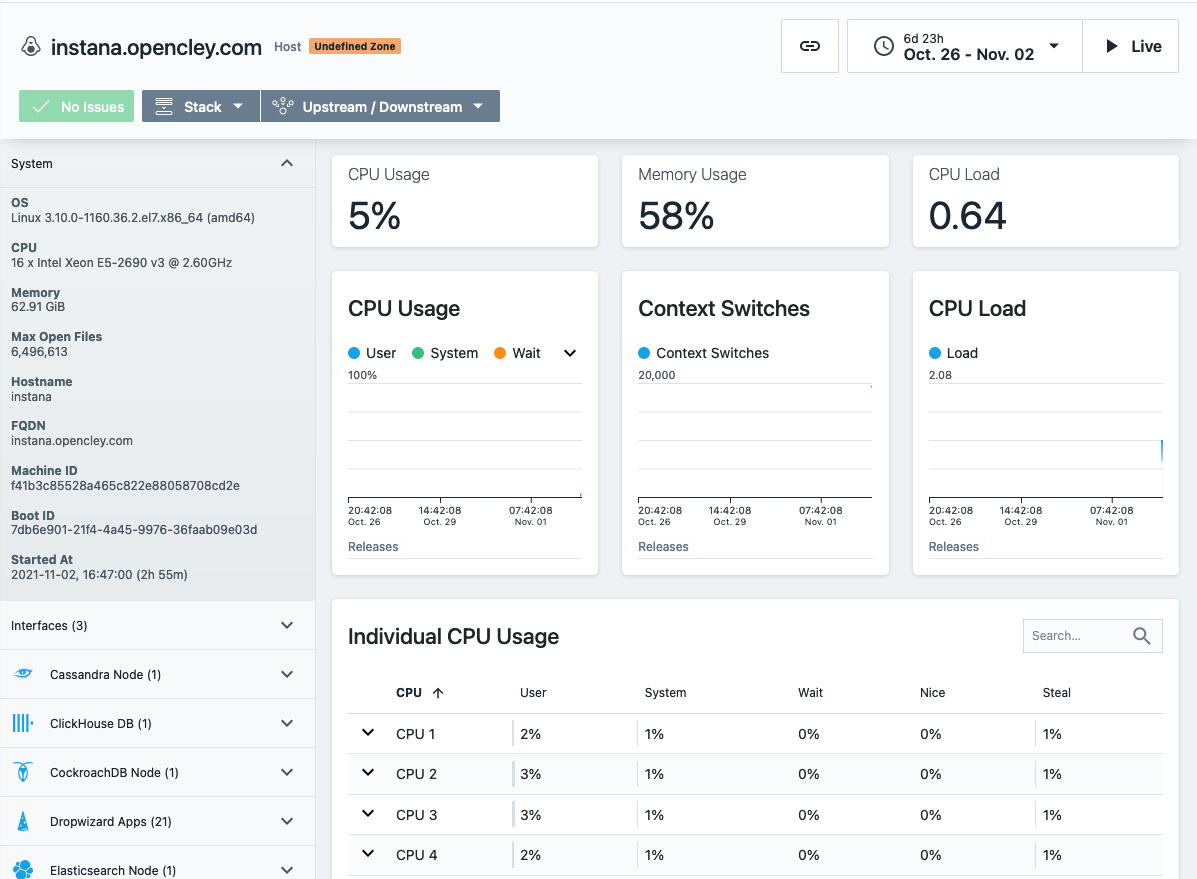 instana.opencley.com Host Undefined Zone
6d 23h
Oct. 26 - Nov. 02
Live
No Issues Stack Upstream / Downstream
System
OS
Linux 3.10.0-1160.36.2.el7.x86_64 (amd64)
CPU
16 x Intel Xeon E5-2690 v3 @ 2.60GHz
Memory
62.91 GiB
Max Open Files
6,496,613
Hostname
instana
FQDN
instana.opencley.com
Machine ID
f41b3c85528a465c822e88058708cd2e
Boot ID
7db6e901-21f4-4a45-9976-36faab09e03d
Started At
2021-11-02, 16:47:00 (2h 55m)
Interfaces (3)
Cassandra Node (1)
ClickHouse DB (1)
CockroachDB Node (1)
Dropwizard Apps (21)
Elasticsearch Node (1)
CPU Usage
5%
Memory Usage
58%
CPU Load
0.64
CPU Usage
User System Wait
100%
20:42:08 14:42:08 07:42:08
Oct. 26 Oct. 29 Nov. 01
Releases
Context Switches
Context Switches
20,000
20:42:08 14:42:08 07:42:08
Oct. 26 Oct. 29 Nov. 01
Releases
CPU Load
Load
2.08
20:42:08 14:42:08 07:42:08
Oct. 26 Oct. 29 Nov. 01
Releases
Individual CPU Usage
Search...
CPU User System Wait Nice Steal
CPU 1 2% 1% 0% 0% 1%
CPU 2 3% 1% 0% 0% 1%
CPU 3 3% 1% 0% 0% 1%
CPU 4 2% 1% 0% 0% 1%